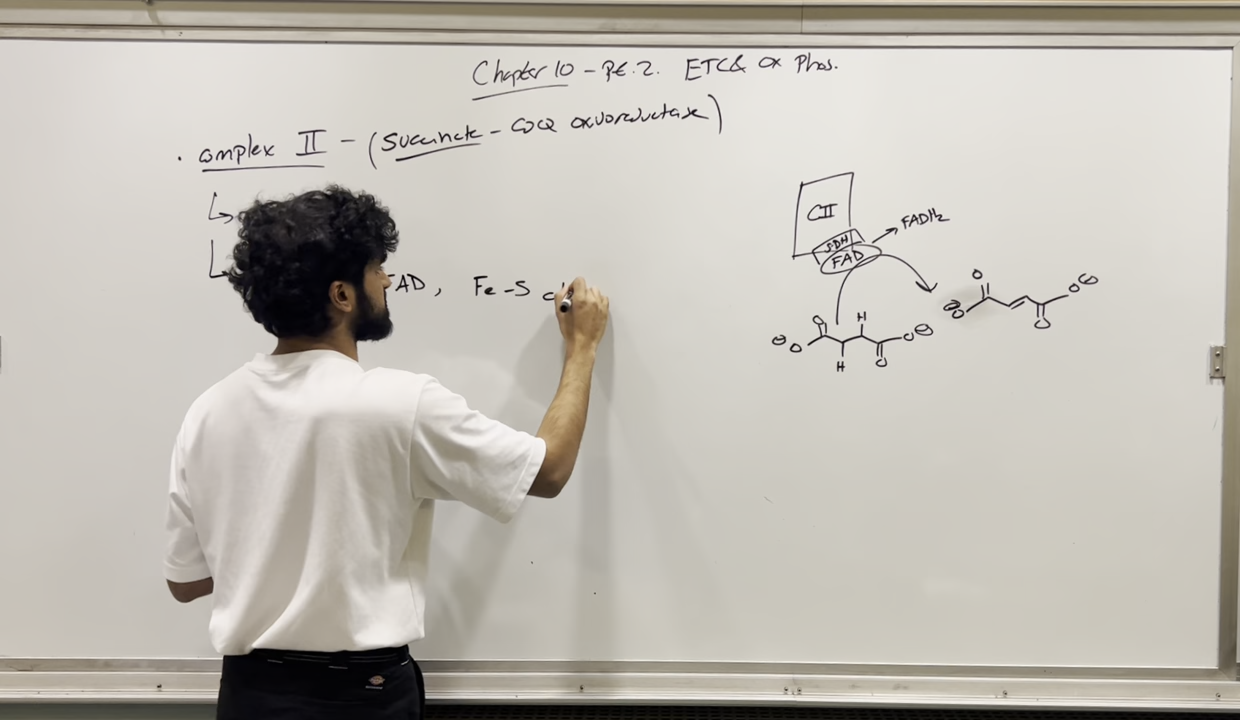 Chapter 10 - Pt. 2. ETC & Ox Phos.
· Complex II - (Succinate - CoQ oxidoreductase)
FAD, Fe-S
CII
SDH
FAD
FADH₂
O
O
⊖
⊖
O
O
O
H
⊖
O
O
⊖
H
O